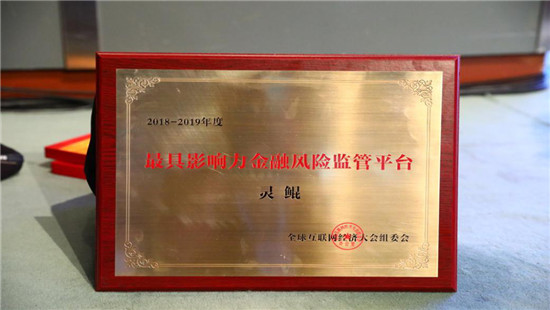 2018-2019年度
最具影响力金融风险监管平台
灵鲲
全球互联网经济大会组委会